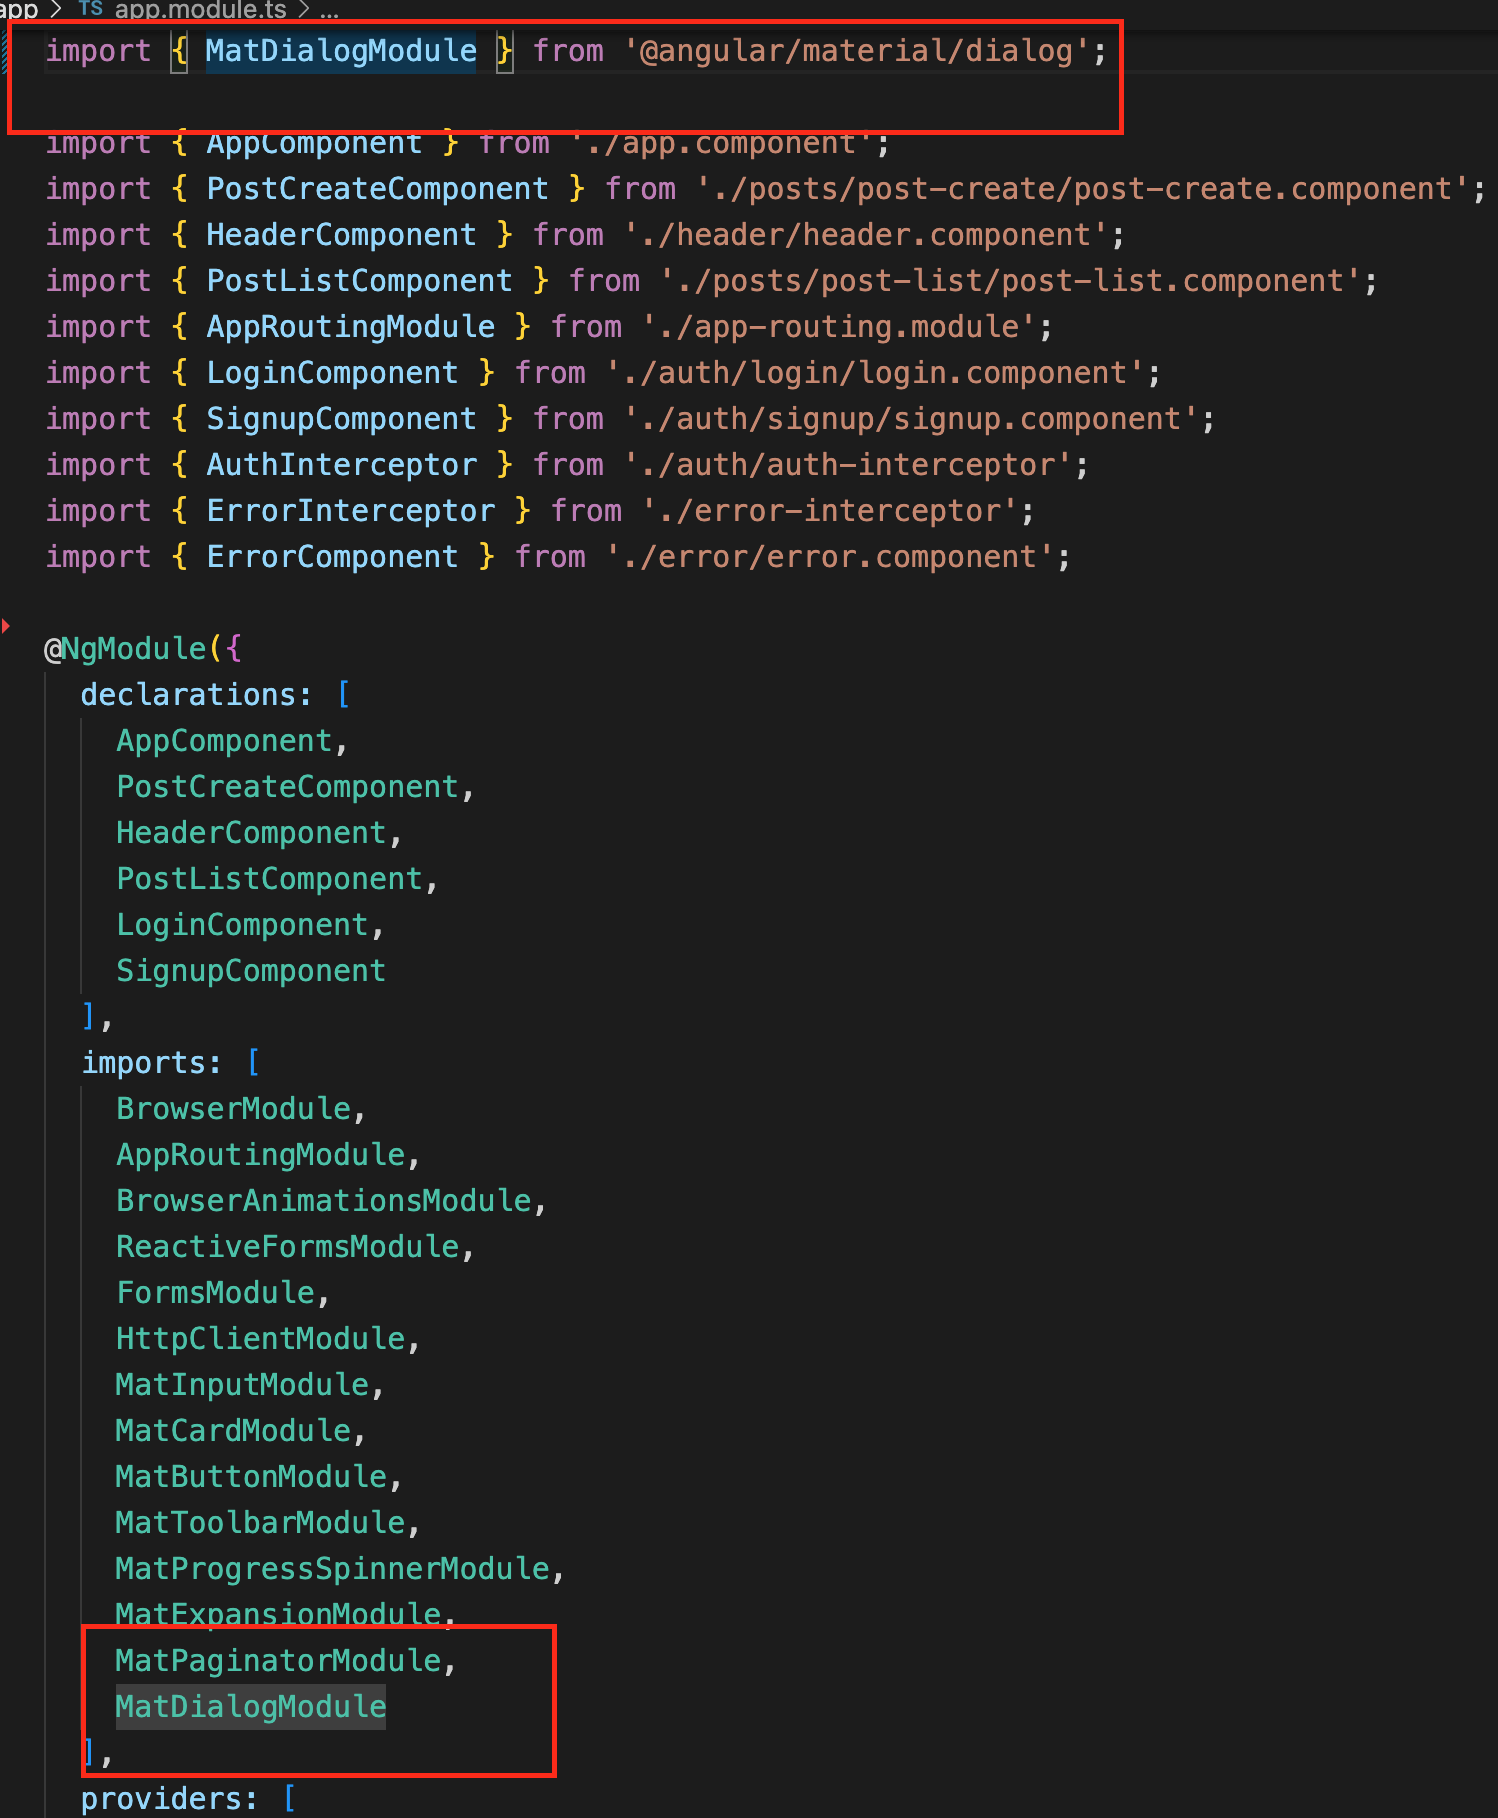 app > TS app.module.ts > ...
import { MatDialogModule } from '@angular/material/dialog';
import { AppComponent } from './app.component';
import { PostCreateComponent } from './posts/post-create/post-create.component';
import { HeaderComponent } from './header/header.component';
import { PostListComponent } from './posts/post-list/post-list.component';
import { AppRoutingModule } from './app-routing.module';
import { LoginComponent } from './auth/login/login.component';
import { SignupComponent } from './auth/signup/signup.component';
import { AuthInterceptor } from './auth/auth-interceptor';
import { ErrorInterceptor } from './error-interceptor';
import { ErrorComponent } from './error/error.component';
@NgModule({
declarations: [
AppComponent,
PostCreateComponent,
HeaderComponent,
PostListComponent,
LoginComponent,
SignupComponent
],
imports: [
BrowserModule,
AppRoutingModule,
BrowserAnimationsModule,
ReactiveFormsModule,
FormsModule,
HttpClientModule,
MatInputModule,
MatCardModule,
MatButtonModule,
MatToolbarModule,
MatProgressSpinnerModule,
MatExpansionModule,
MatPaginatorModule,
MatDialogModule
],
providers: [